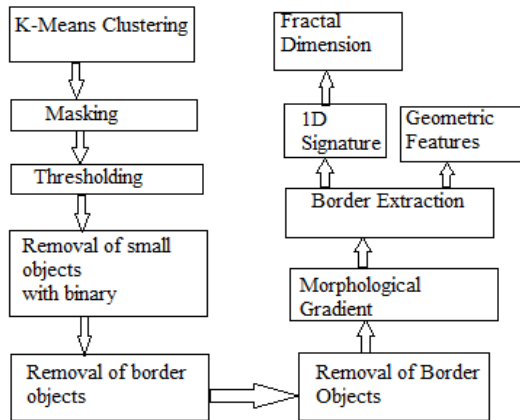 K-Means Clustering
Masking
Thresholding
Removal of small
objects
with binary
Removal of border
objects
Removal of Border
Objects
Morphological
Gradient
Border Extraction
1D
Signature
Geometric
Features
Fractal
Dimension